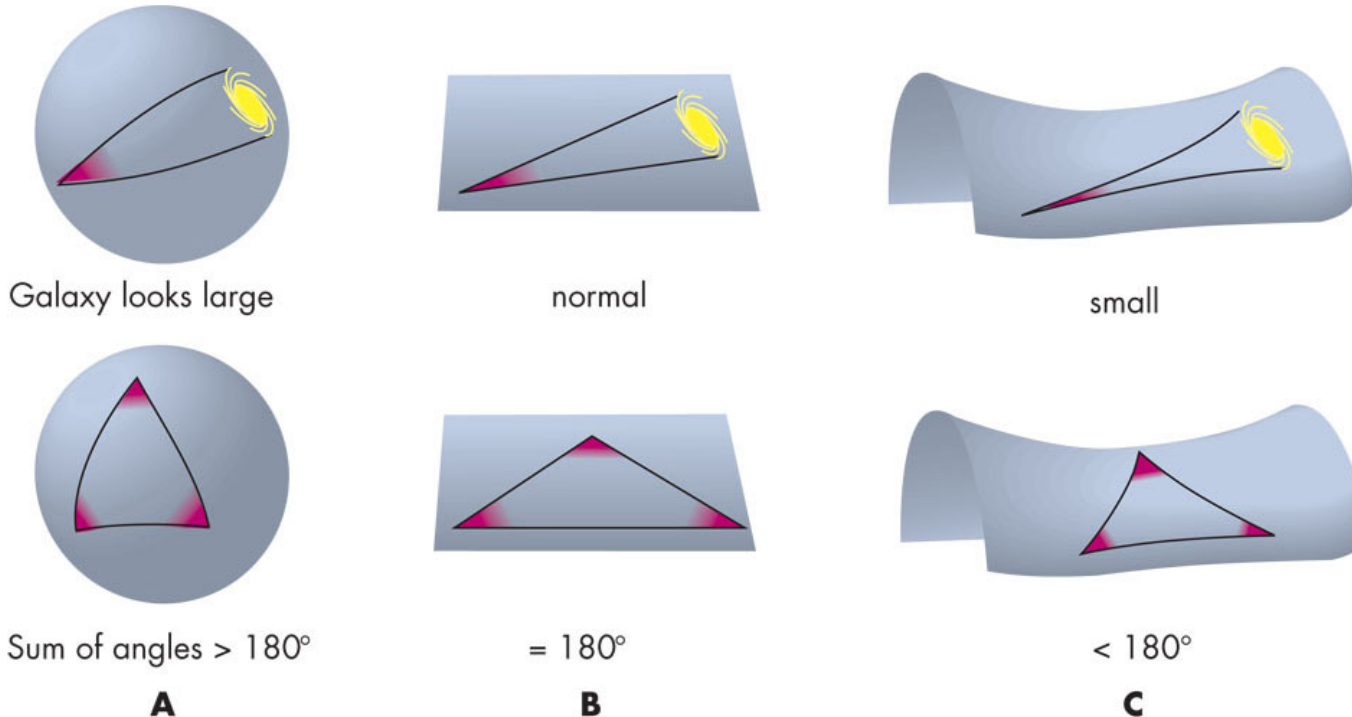 Galaxy looks large
normal
small
Sum of angles > 180°
= 180°
< 180°
A
B
C